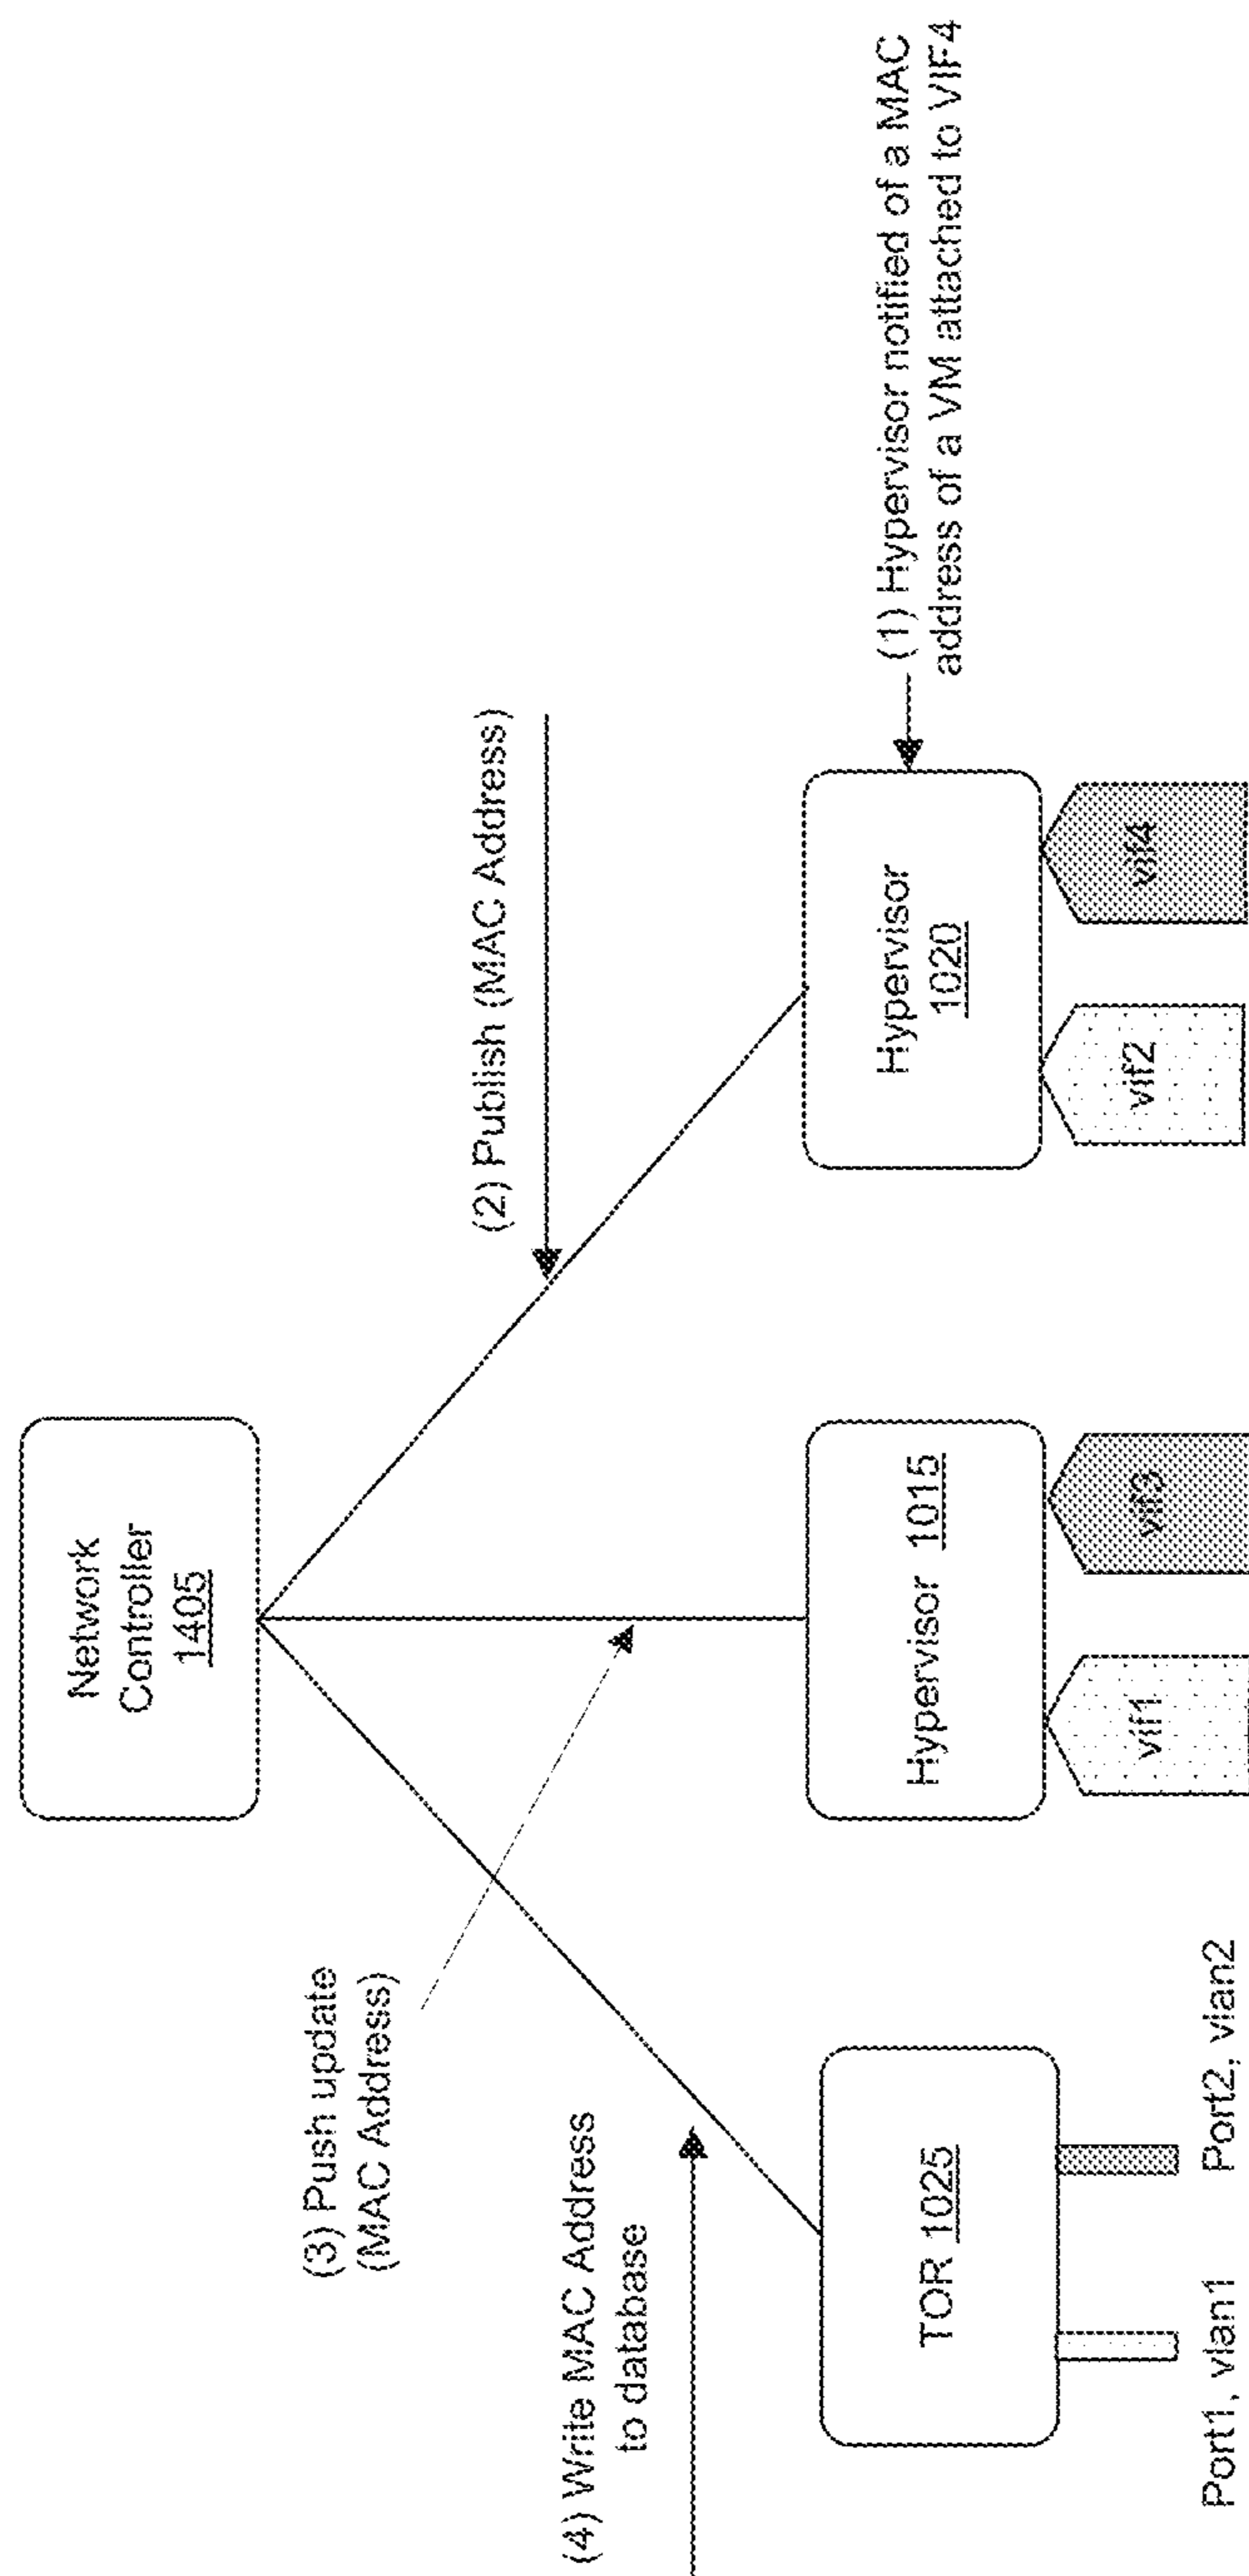 Network
Controller
1405
(3) Push update
(MAC Address)
(2) Publish (MAC Address)
(4) Write MAC Address
to database
TOR 1025
Hypervisor 1015
Hypervisor
1020
(1) Hypervisor notified of a MAC
address of a VM attached to VIF4
vif1
vif3
vif2
vif4
Port1, vlan1
Port2, vlan2